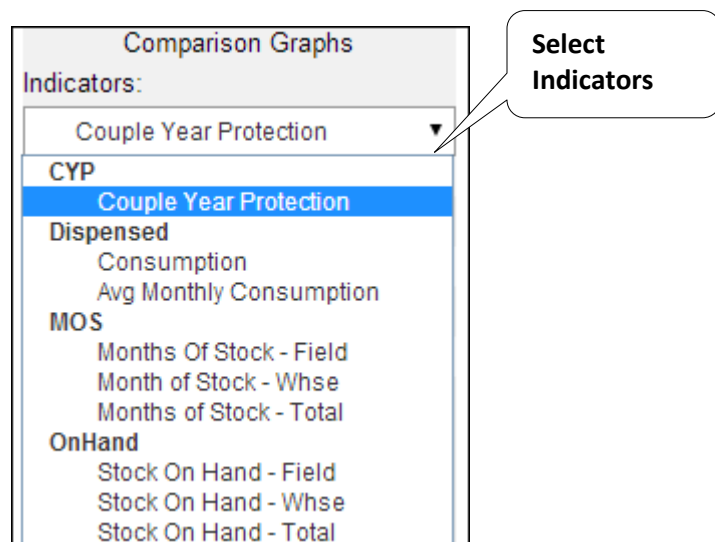 Comparison Graphs
Indicators:
Couple Year Protection
CYP
Couple Year Protection
Dispensed
Consumption
Avg Monthly Consumption
MOS
Months Of Stock - Field
Month of Stock - Whse
Months of Stock - Total
OnHand
Stock On Hand - Field
Stock On Hand - Whse
Stock On Hand - Total
Select
Indicators